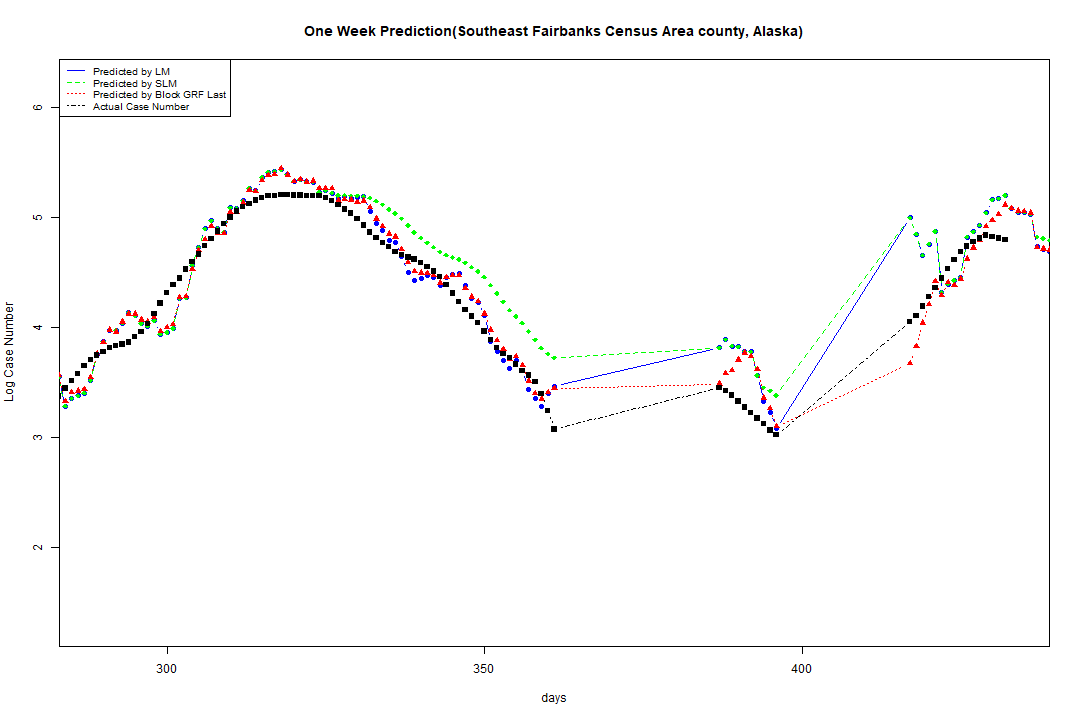 One Week Prediction(Southeast Fairbanks Census Area county, Alaska)
Predicted by LM
Predicted by SLM
Predicted by Block GRF Last
Actual Case Number
6
5
4
3
2
Log Case Number
300 350 400
days